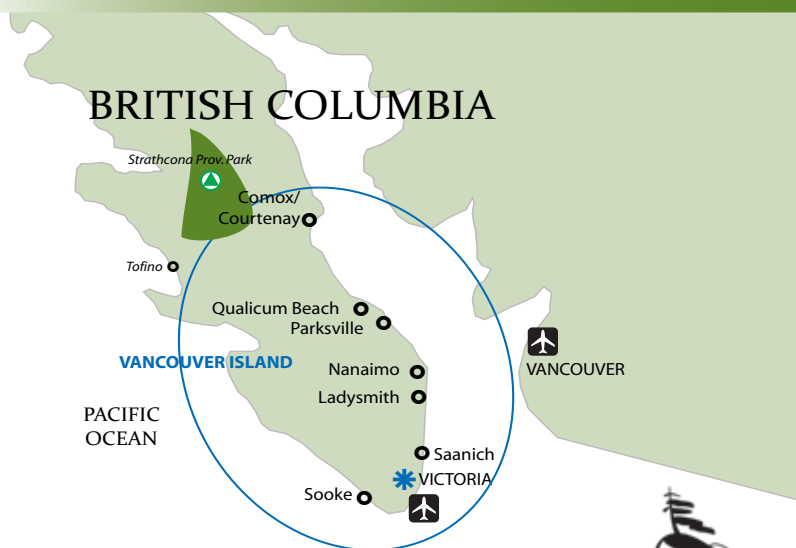 BRITISH COLUMBIA
Strathcona Prov. Park
Comox/
Courtenay
Tofino
Qualicum Beach
Parksville
VANCOUVER ISLAND
Nanaimo
VANCOUVER
Ladysmith
PACIFIC
OCEAN
Saanich
VICTORIA
Sooke